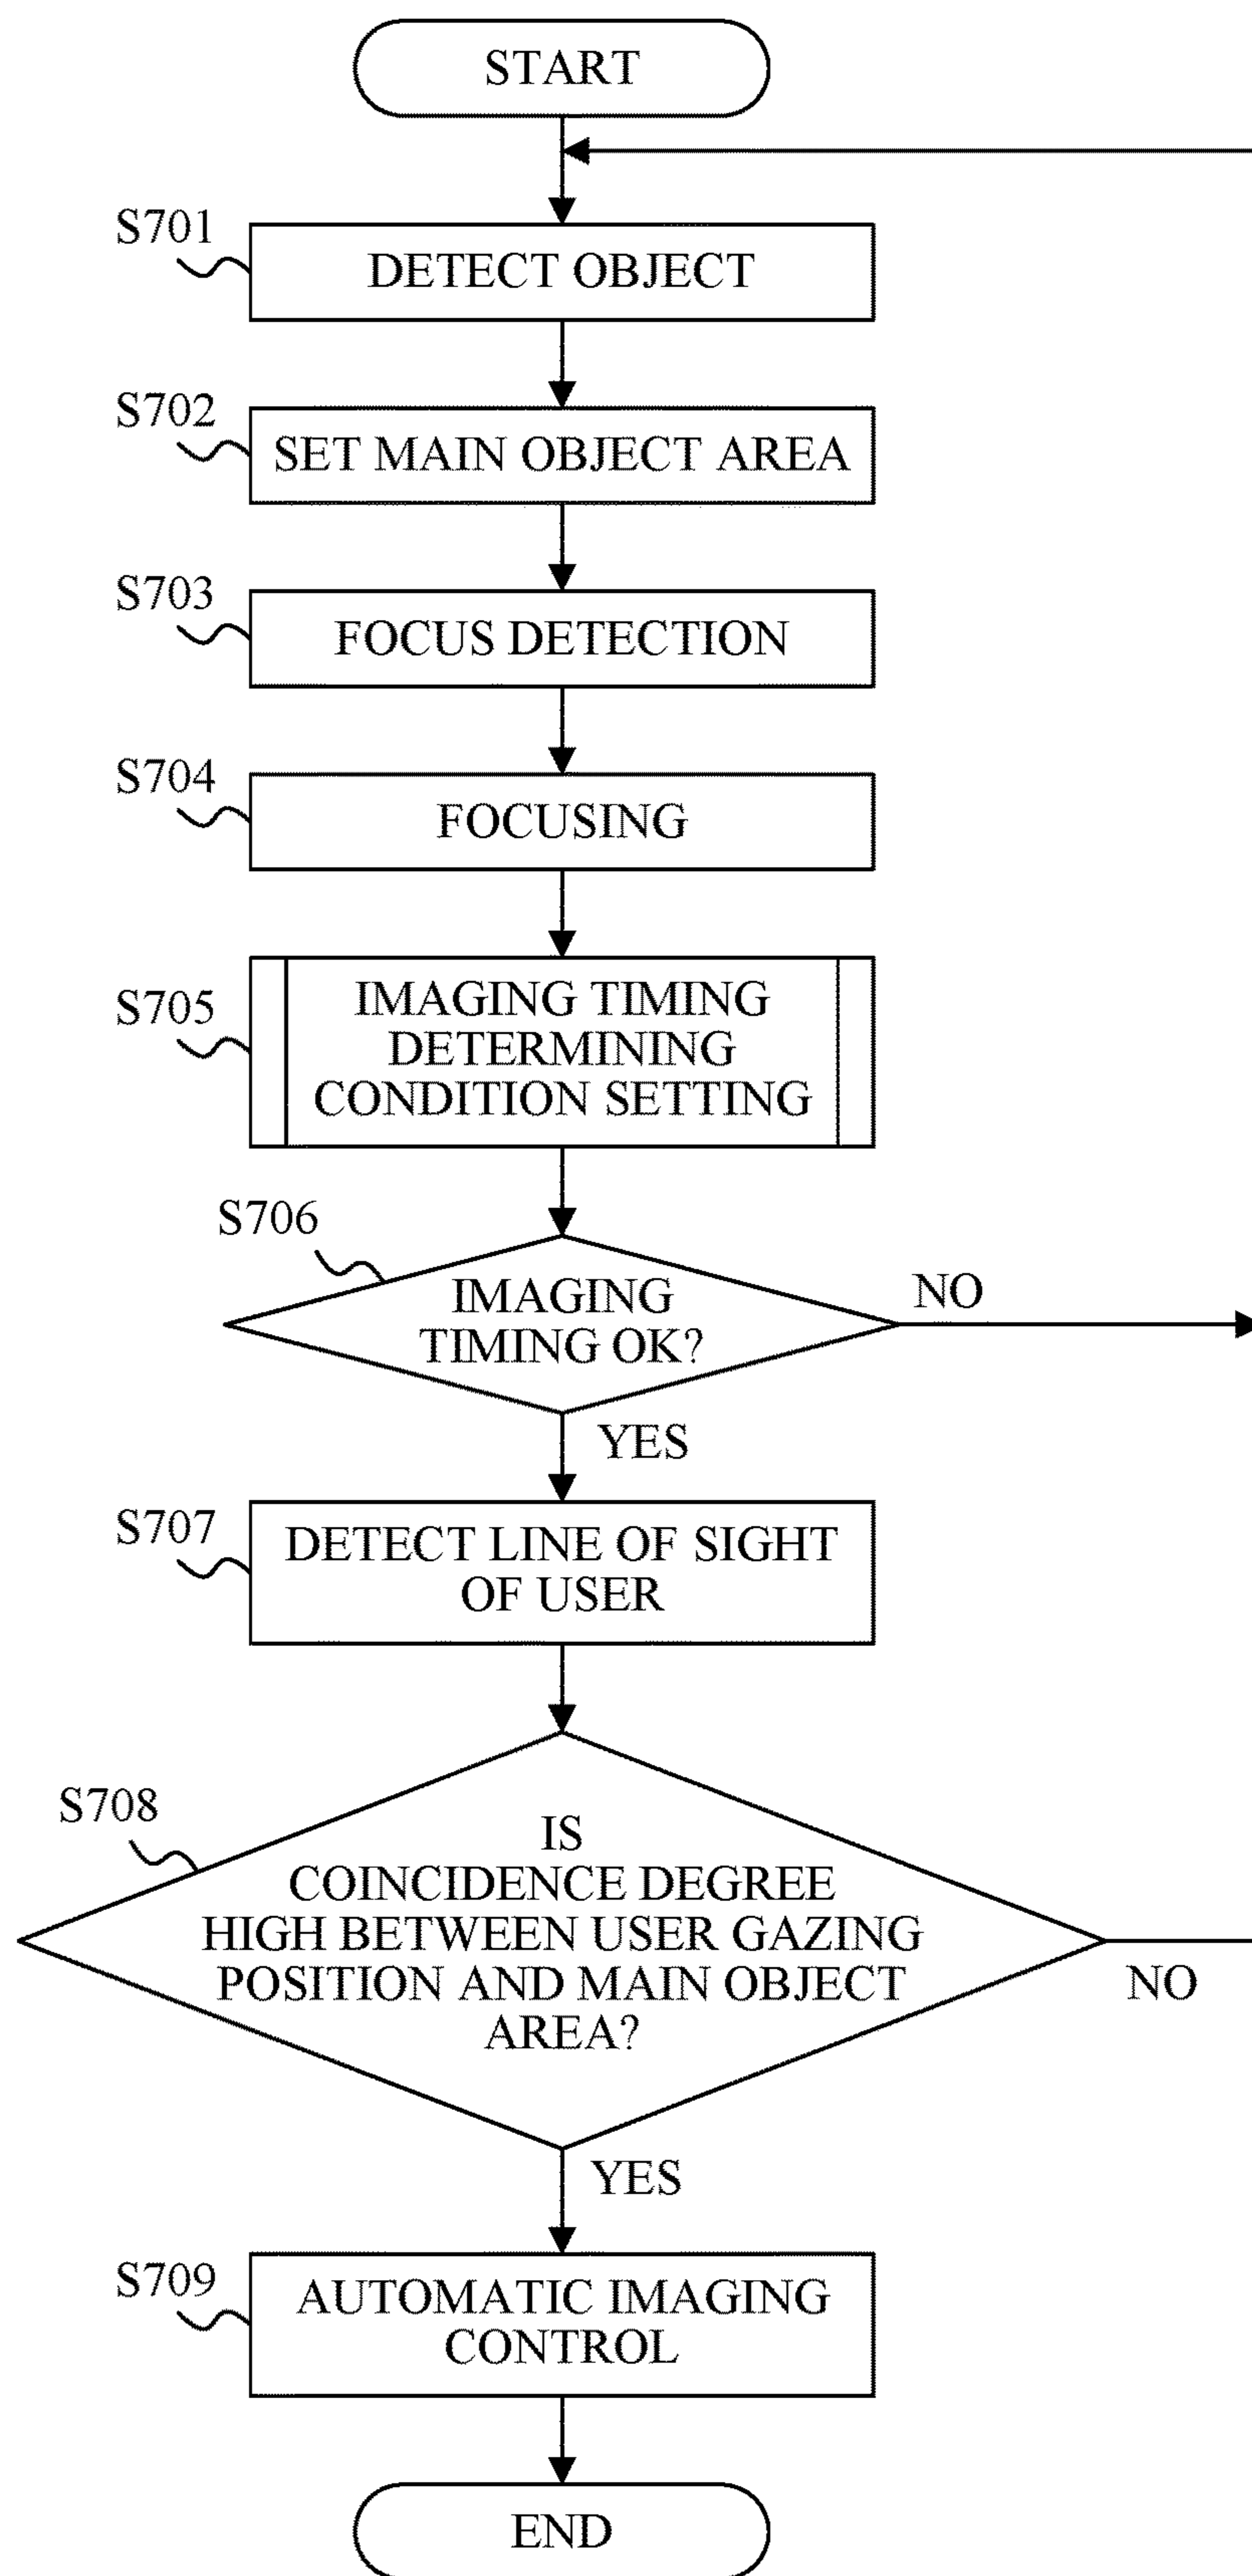 START
S701
DETECT OBJECT
S702
SET MAIN OBJECT AREA
S703
FOCUS DETECTION
S704
FOCUSING
S705
IMAGING TIMING
DETERMINING
CONDITION SETTING
S706
IMAGING
TIMING OK?
NO
YES
S707
DETECT LINE OF SIGHT
OF USER
S708
IS
COINCIDENCE DEGREE
HIGH BETWEEN USER GAZING
POSITION AND MAIN OBJECT
AREA?
NO
YES
S709
AUTOMATIC IMAGING
CONTROL
END